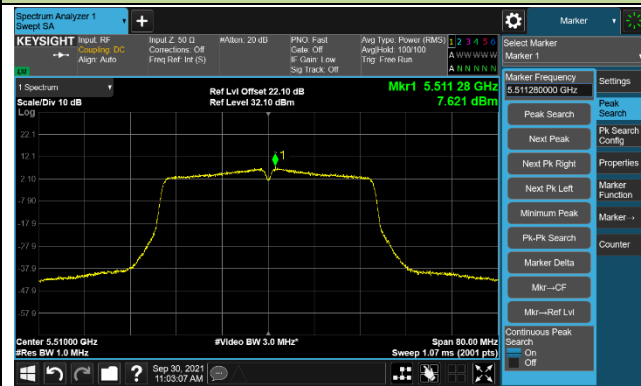 Spectrum Analyzer 1
Swept SA
Marker
KEYSIGHT
Input: RF
Coupling: DC
Align: Auto
Input Z: 50 Ω
Corrections: Off
Freq Ref: Int (S)
#Atten: 20 dB
PNO: Fast
Gate: Off
IF Gain: Low
Sig Track: Off
Avg Type: Power (RMS)
Avg|Hold: 100/100
Trig: Free Run
1 2 3 4 5 6
A W W W W W
A N N N N N
Select Marker
Marker 1
1 Spectrum
Scale/Div 10 dB
Log
Ref Lvl Offset 22.10 dB
Ref Level 32.10 dBm
Mkr1 5.511 28 GHz
7.621 dBm
22.1
12.1
2.10
-7.90
-17.9
-27.9
-37.9
-47.9
-57.9
1
Center 5.51000 GHz
#Res BW 1.0 MHz
#Video BW 3.0 MHz*
Span 80.00 MHz
Sweep 1.07 ms (2001 pts)
Marker Frequency
5.511280000 GHz
Peak Search
Next Peak
Next Pk Right
Next Pk Left
Minimum Peak
Pk-Pk Search
Marker Delta
Mkr→CF
Mkr→Ref Lvl
Continuous Peak
Search
On
Off
Settings
Peak
Search
Pk Search
Config
Properties
Marker
Function
Marker→
Counter
?
Sep 30, 2021
11:03:07 AM